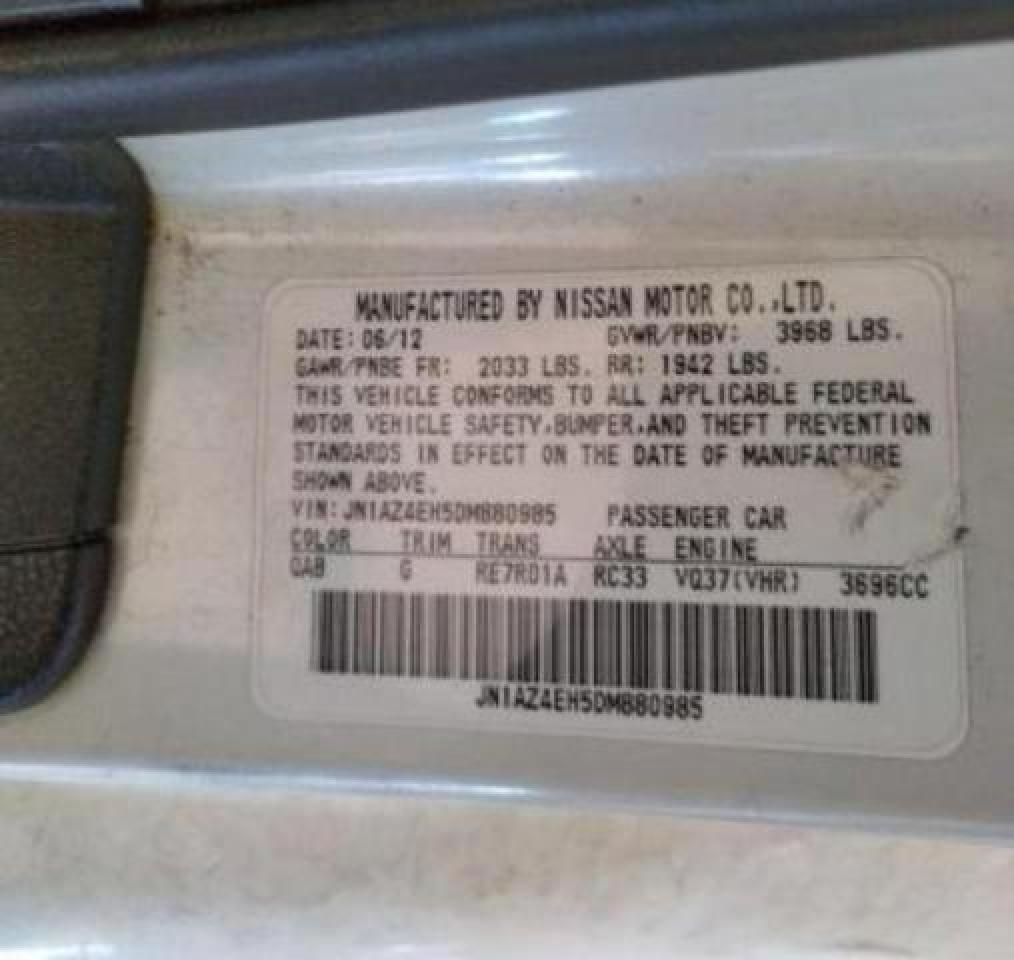 MANUFACTURED BY NISSAN MOTOR CO.,LTD.
DATE: 06/12 GVWR/PNBV: 3968 LBS.
GAWR/PNBE FR: 2033 LBS. RR: 1942 LBS.
THIS VEHICLE CONFORMS TO ALL APPLICABLE FEDERAL
MOTOR VEHICLE SAFETY,BUMPER,AND THEFT PREVENTION
STANDARDS IN EFFECT ON THE DATE OF MANUFACTURE
SHOWN ABOVE.
VIN: JN1AZ4EH5DM880985 PASSENGER CAR
COLOR TRIM TRANS AXLE ENGINE
QAB G RE7R01A RC33 VQ37(VHR) 3696CC
JN1AZ4EH5DM880985